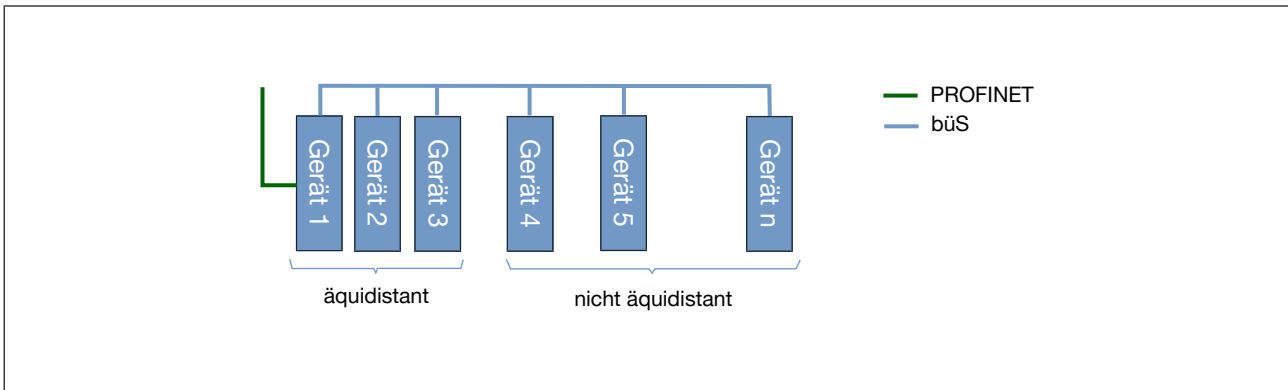 PROFINET
büS
Gerät 1
Gerät 2
Gerät 3
Gerät 4
Gerät 5
Gerät n
äquidistant
nicht äquidistant